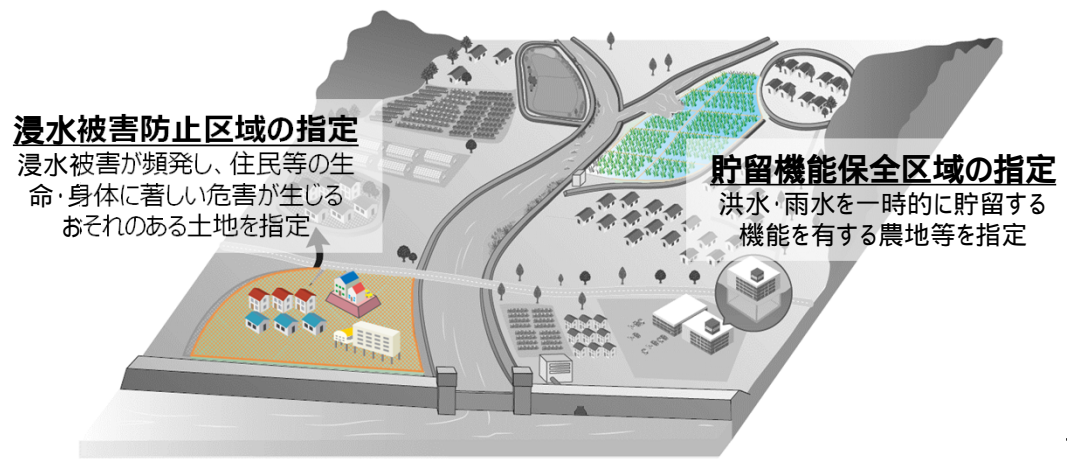 浸水被害防止区域の指定
浸水被害が頻発し、住民等の生
命・身体に著しい危害が生じる
おそれのある土地を指定
貯留機能保全区域の指定
洪水・雨水を一時的に貯留する
機能を有する農地等を指定